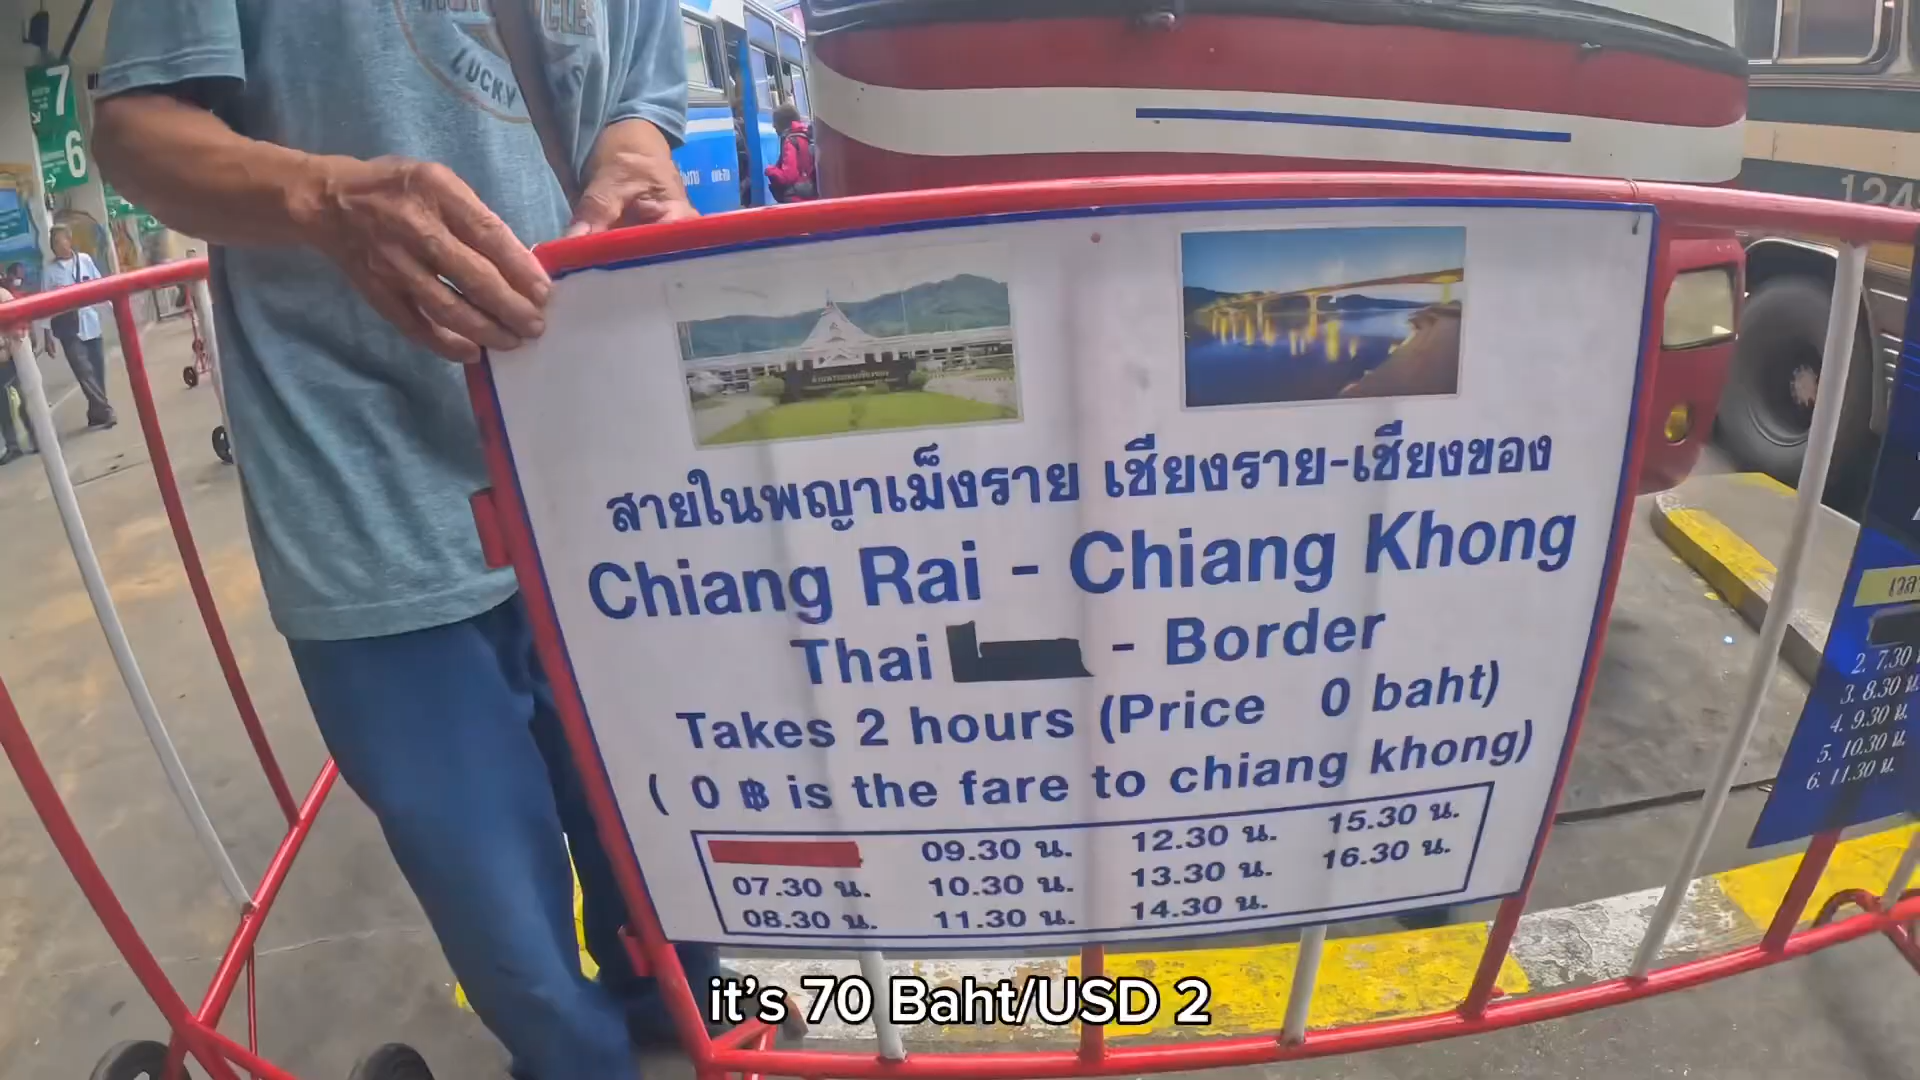 LUCKY
7
6
124
สายในพญาเม็งราย เชียงราย-เชียงของ
Chiang Rai - Chiang Khong
Thai - Border
Takes 2 hours (Price 0 baht)
( 0 ฿ is the fare to chiang khong)
09.30 น. 12.30 น. 15.30 น.
07.30 น. 10.30 น. 13.30 น. 16.30 น.
08.30 น. 11.30 น. 14.30 น.
2. 7.30
3. 8.30 น.
4. 9.30 น.
5. 10.30 น.
6. 11.30 น.
it's 70 Baht/USD 2